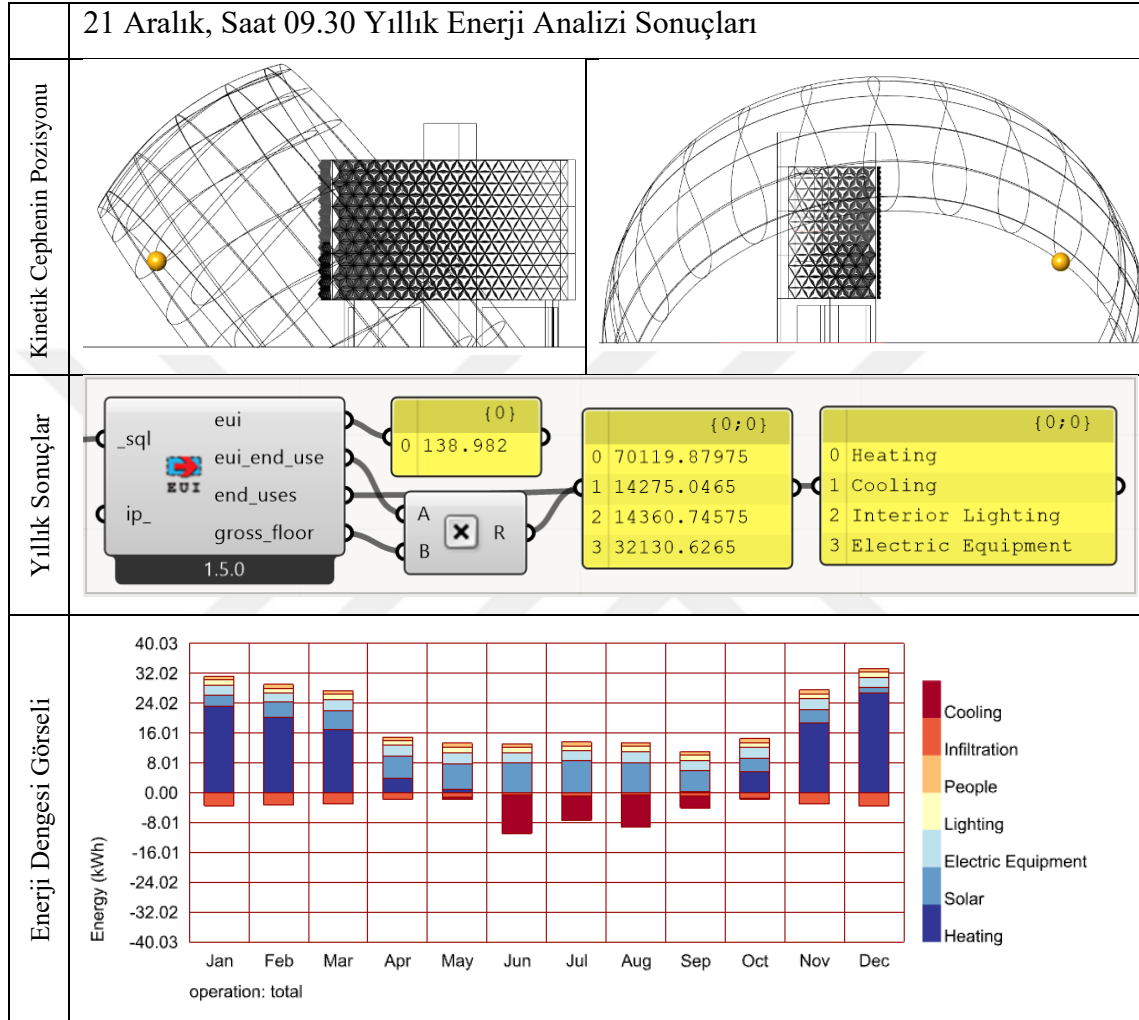 21 Aralık, Saat 09.30 Yıllık Enerji Analizi Sonuçları
Kinetik Cephenin Pozisyonu
Yıllık Sonuçlar
_sql
ip_
EUI
eui
eui_end_use
end_uses
gross_floor
1.5.0
{0}
0 138.982
A
B
R
{0;0}
0 70119.87975
1 14275.0465
2 14360.74575
3 32130.6265
{0;0}
0 Heating
1 Cooling
2 Interior Lighting
3 Electric Equipment
Enerji Dengesi Görseli
Energy (kWh)
40.03
32.02
24.02
16.01
8.01
0.00
-8.01
-16.01
-24.02
-32.02
-40.03
Jan Feb Mar Apr May Jun Jul Aug Sep Oct Nov Dec
operation: total
Cooling
Infiltration
People
Lighting
Electric Equipment
Solar
Heating